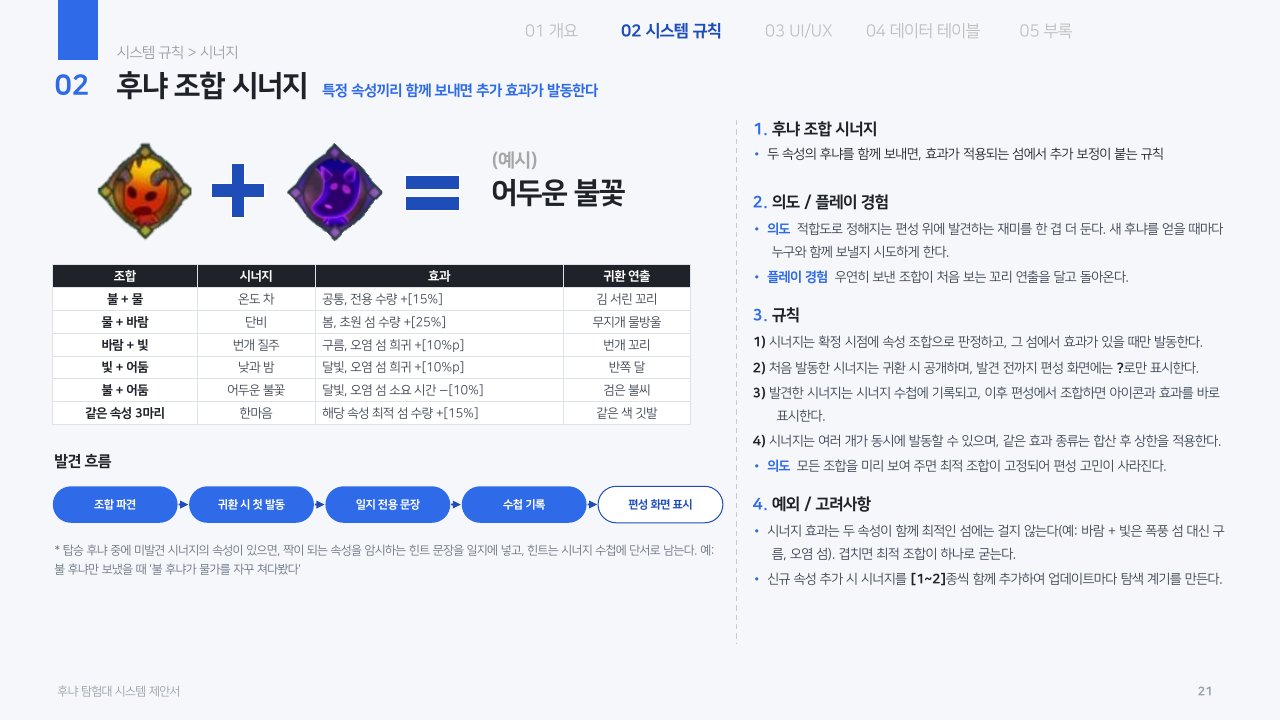 01 개요 02 시스템 규칙 03 UI/UX 04 데이터 테이블 05 부록
시스템 규칙 > 시너지
02 후냐 조합 시너지 특정 속성끼리 함께 보내면 추가 효과가 발동한다
(예시)
어두운 불꽃
조합 시너지 효과 귀환 연출
불 + 물 온도 차 공통, 전용 수량 +[15%] 김 서린 꼬리
물 + 바람 단비 봄, 초원 섬 수량 +[25%] 무지개 물방울
바람 + 빛 번개 질주 구름, 오염 섬 희귀 +[10%p] 번개 꼬리
빛 + 어둠 낮과 밤 달빛, 오염 섬 희귀 +[10%p] 반쪽 달
불 + 어둠 어두운 불꽃 달빛, 오염 섬 소요 시간 −[10%] 검은 불씨
같은 속성 3마리 한마음 해당 속성 최적 섬 수량 +[15%] 같은 색 깃발
발견 흐름
조합 파견 귀환 시 첫 발동 일지 전용 문장 수첩 기록 편성 화면 표시
* 탑승 후냐 중에 미발견 시너지의 속성이 있으면, 짝이 되는 속성을 암시하는 힌트 문장을 일지에 넣고, 힌트는 시너지 수첩에 단서로 남는다. 예:
불 후냐만 보냈을 때 '불 후냐가 물가를 자꾸 쳐다봤다'
1. 후냐 조합 시너지
• 두 속성의 후냐를 함께 보내면, 효과가 적용되는 섬에서 추가 보정이 붙는 규칙
2. 의도 / 플레이 경험
• 의도 적합도로 정해지는 편성 위에 발견하는 재미를 한 겹 더 둔다. 새 후냐를 얻을 때마다
누구와 함께 보낼지 시도하게 한다.
• 플레이 경험 우연히 보낸 조합이 처음 보는 꼬리 연출을 달고 돌아온다.
3. 규칙
1) 시너지는 확정 시점에 속성 조합으로 판정하고, 그 섬에서 효과가 있을 때만 발동한다.
2) 처음 발동한 시너지는 귀환 시 공개하며, 발견 전까지 편성 화면에는 ?로만 표시한다.
3) 발견한 시너지는 시너지 수첩에 기록되고, 이후 편성에서 조합하면 아이콘과 효과를 바로
표시한다.
4) 시너지는 여러 개가 동시에 발동할 수 있으며, 같은 효과 종류는 합산 후 상한을 적용한다.
• 의도 모든 조합을 미리 보여 주면 최적 조합이 고정되어 편성 고민이 사라진다.
4. 예외 / 고려사항
• 시너지 효과는 두 속성이 함께 최적인 섬에는 걸지 않는다(예: 바람 + 빛은 폭풍 섬 대신 구
름, 오염 섬). 겹치면 최적 조합이 하나로 굳는다.
• 신규 속성 추가 시 시너지를 [1~2]종씩 함께 추가하여 업데이트마다 탐색 계기를 만든다.
후냐 탐험대 시스템 제안서
21